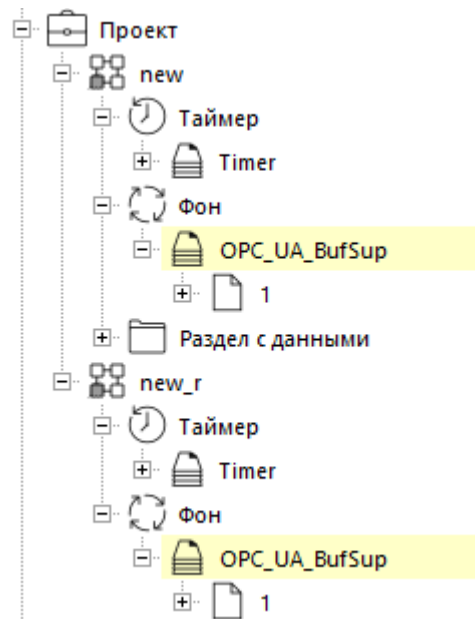 Проект
new
Таймер
Timer
Фон
OPC_UA_BufSup
1
Раздел с данными
new_r
Таймер
Timer
Фон
OPC_UA_BufSup
1